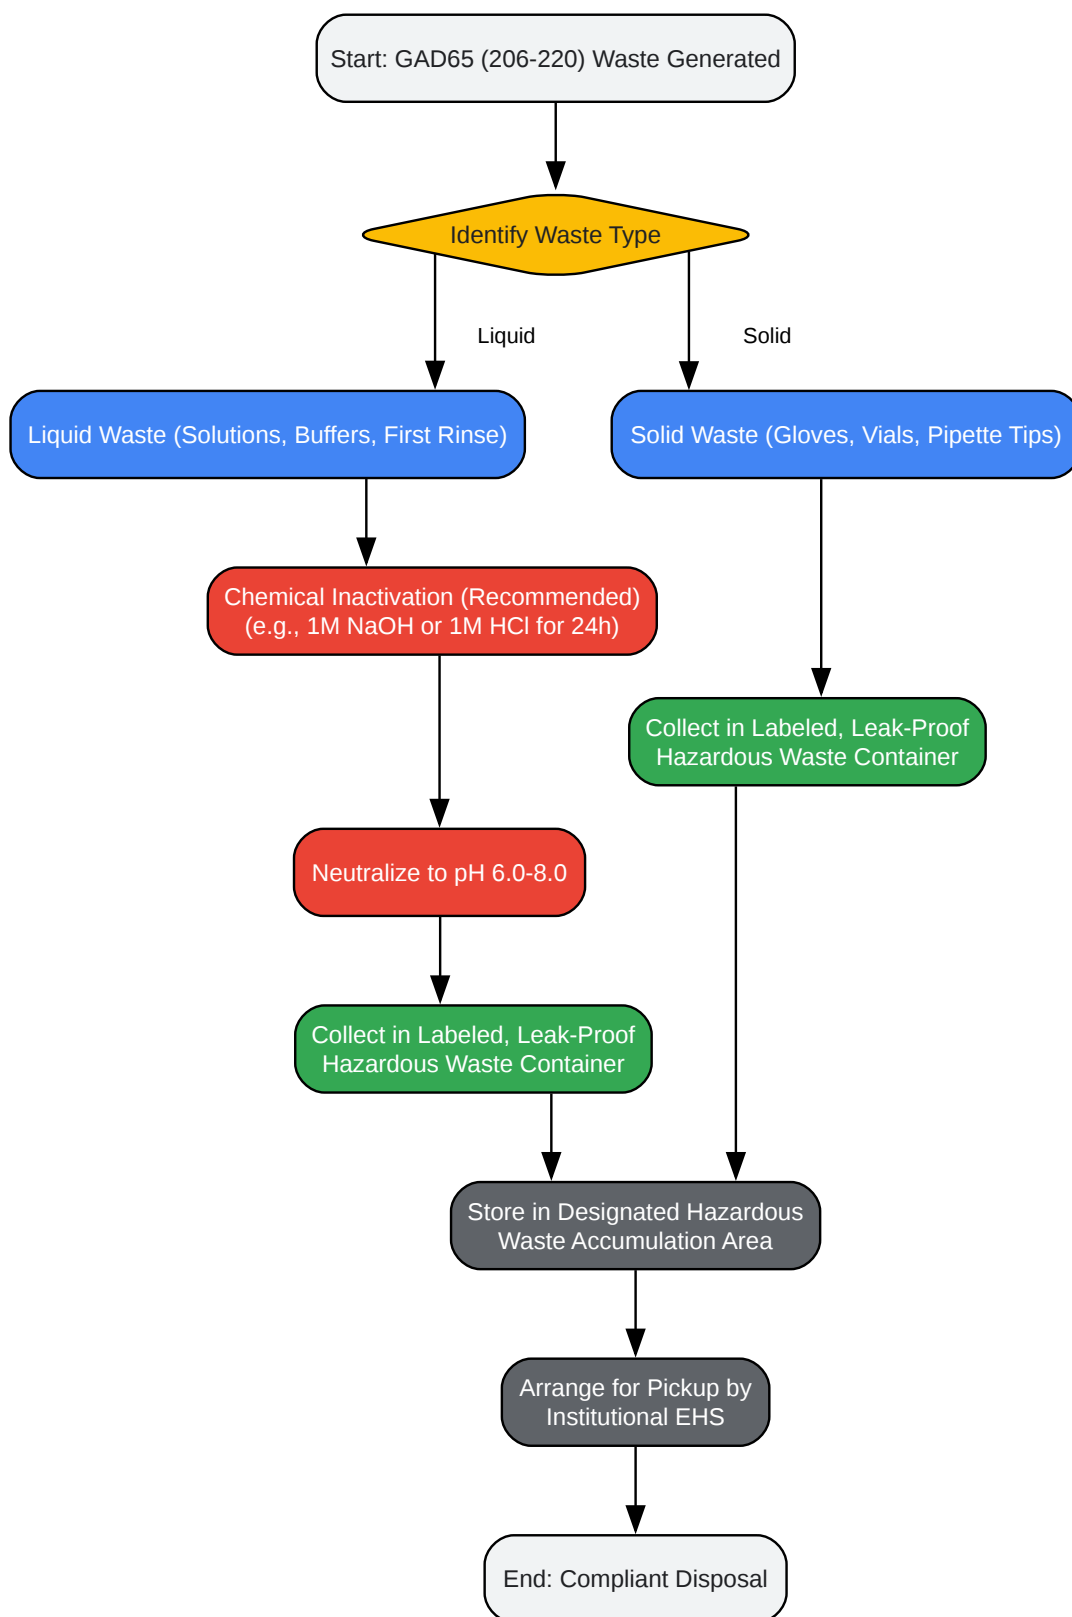 Start: GAD65 (206-220) Waste Generated
Identify Waste Type
Liquid
Solid
Liquid Waste (Solutions, Buffers, First Rinse)
Solid Waste (Gloves, Vials, Pipette Tips)
Chemical Inactivation (Recommended)
(e.g., 1M NaOH or 1M HCl for 24h)
Collect in Labeled, Leak-Proof
Hazardous Waste Container
Neutralize to pH 6.0-8.0
Collect in Labeled, Leak-Proof
Hazardous Waste Container
Store in Designated Hazardous
Waste Accumulation Area
Arrange for Pickup by
Institutional EHS
End: Compliant Disposal